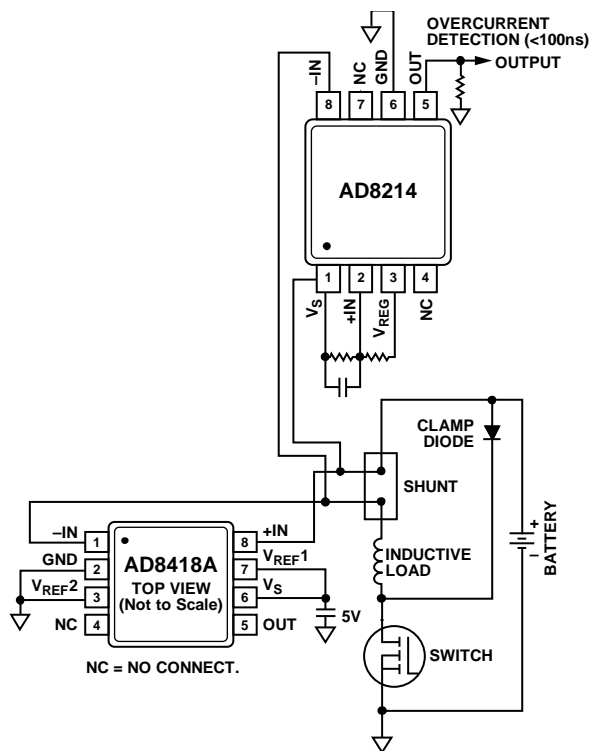 OVERCURRENT
DETECTION (<100ns)
OUTPUT
–IN
NC
GND
OUT
8
7
6
5
AD8214
1
2
3
4
VS
+IN
VREG
NC
CLAMP
DIODE
SHUNT
+
–
BATTERY
INDUCTIVE
LOAD
SWITCH
–IN
1
8
+IN
GND
2
AD8418A
7
VREF1
VREF2
3
TOP VIEW
(Not to Scale)
6
VS
NC
4
5
OUT
5V
NC = NO CONNECT.